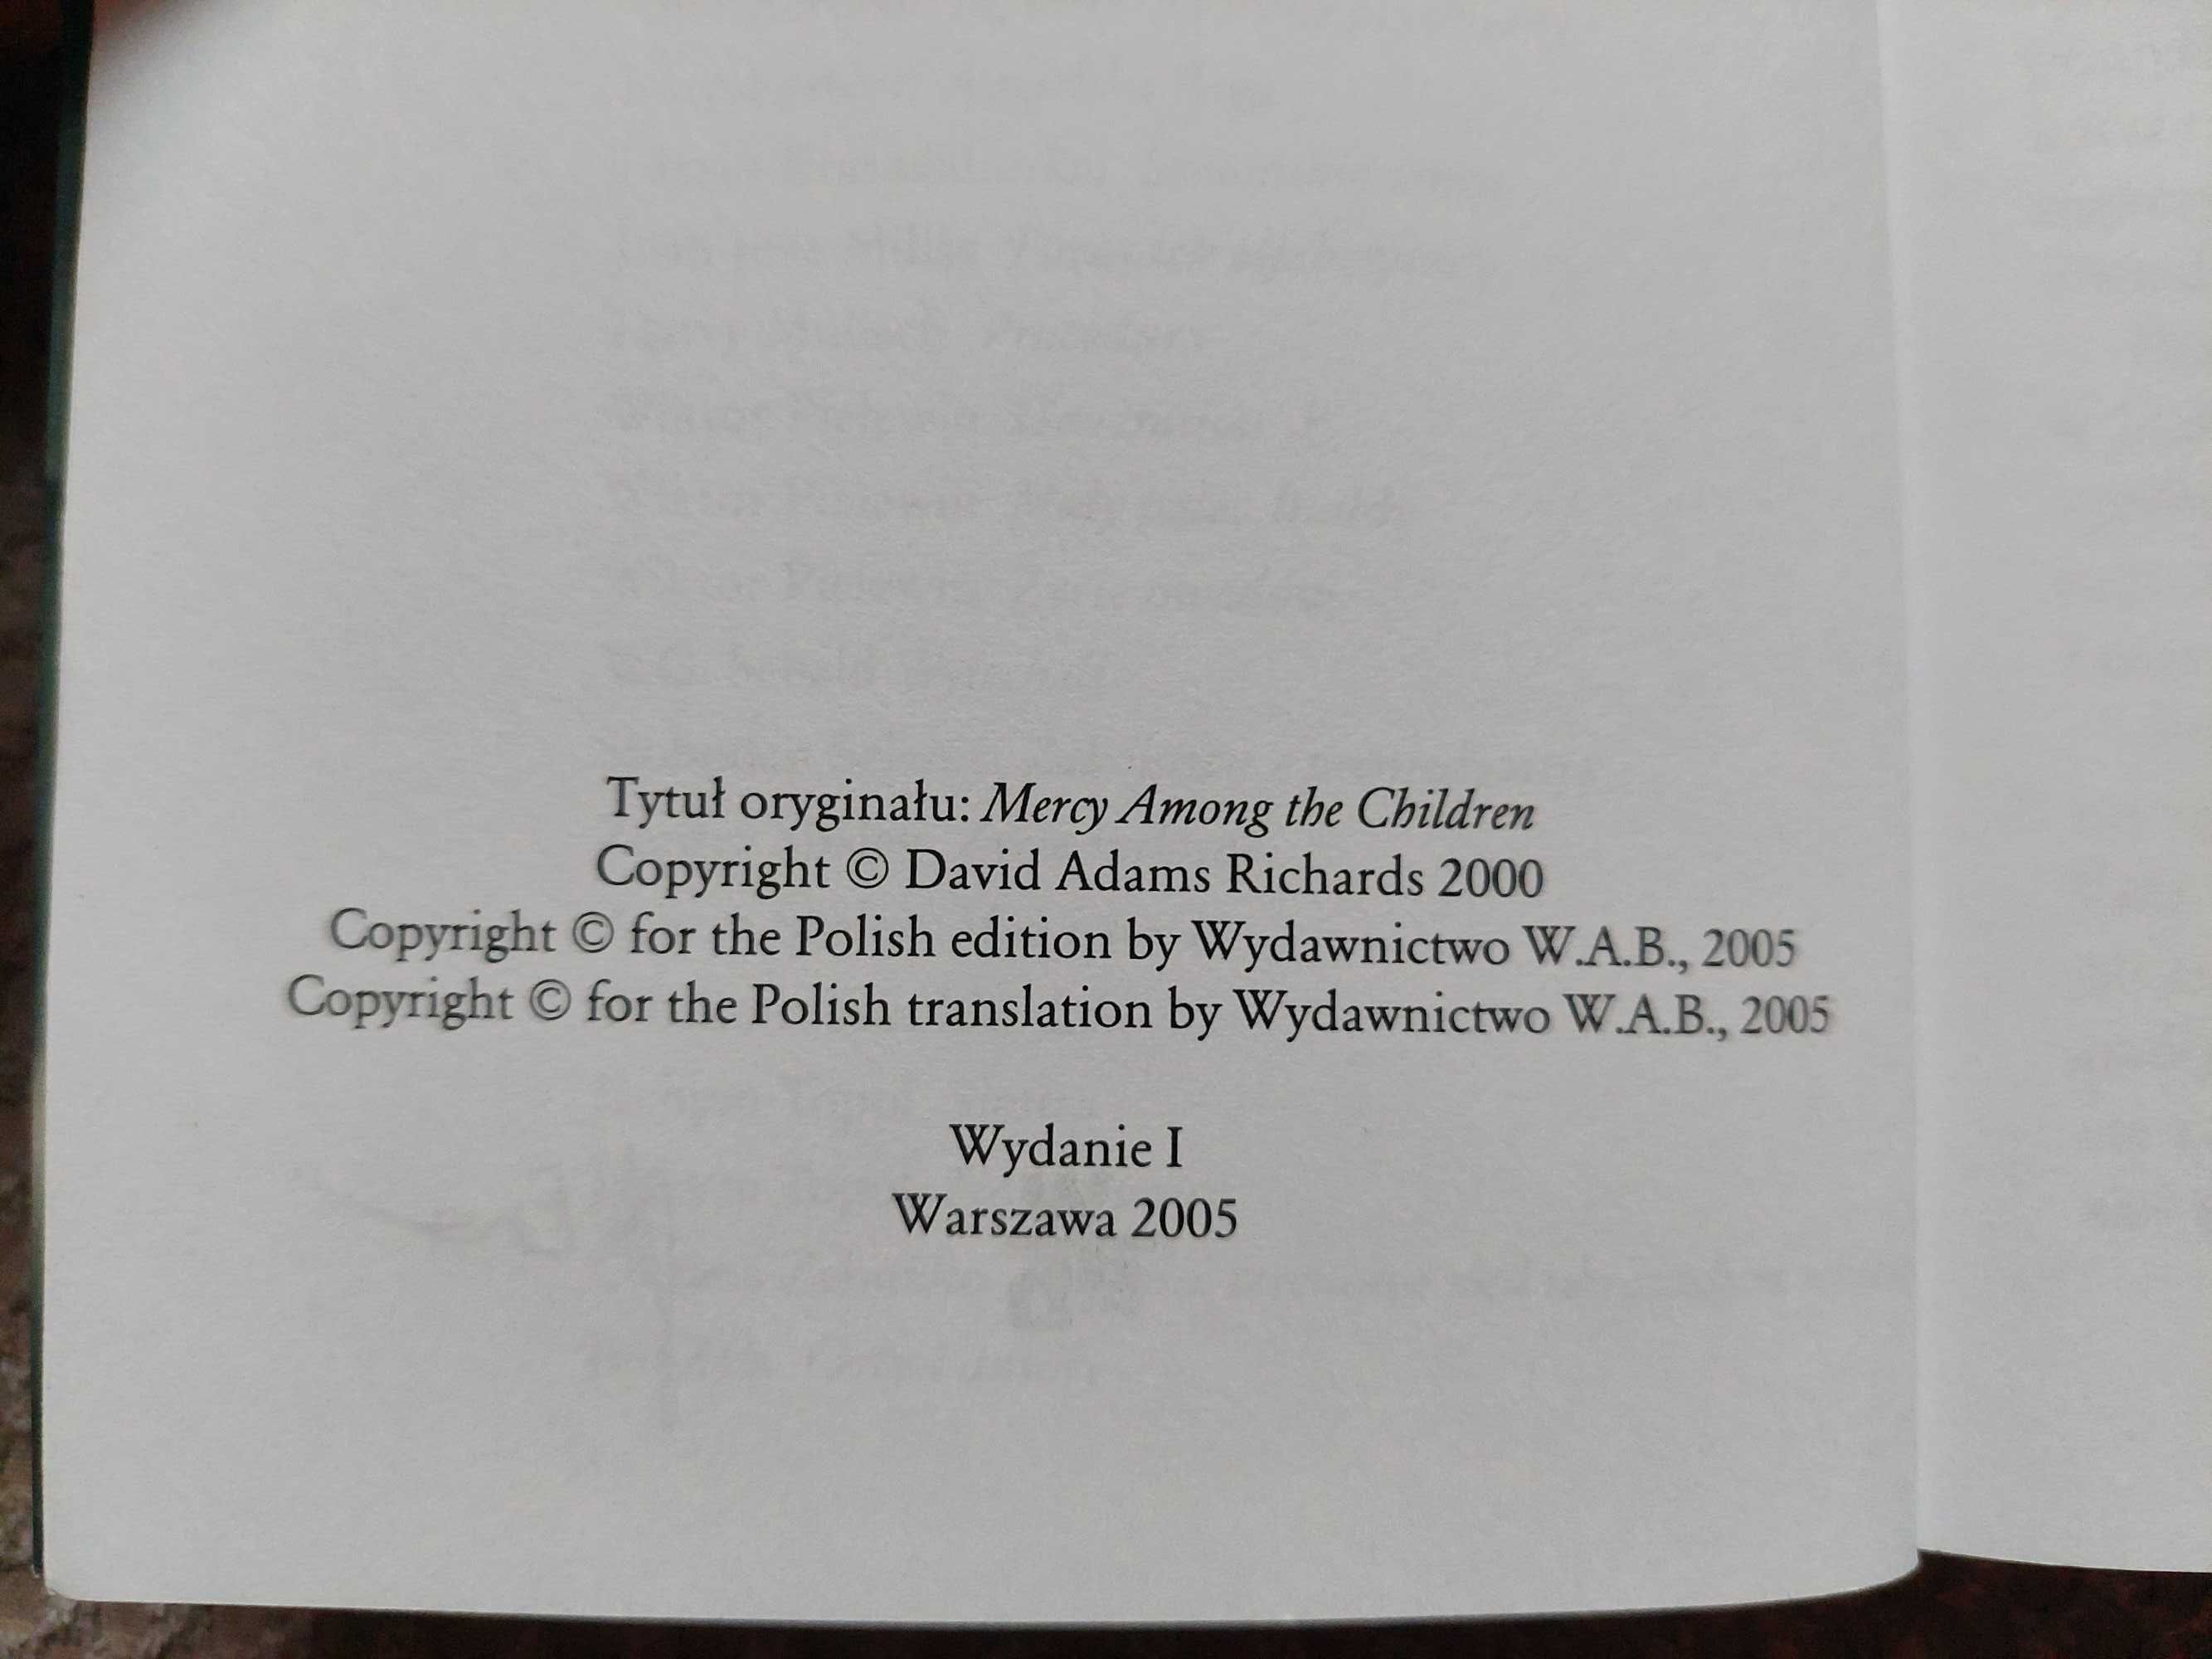 Tytuł oryginału: Mercy Among the Children
Copyright © David Adams Richards 2000
Copyright © for the Polish edition by Wydawnictwo W.A.B., 2005
Copyright © for the Polish translation by Wydawnictwo W.A.B., 2005
Wydanie I
Warszawa 2005